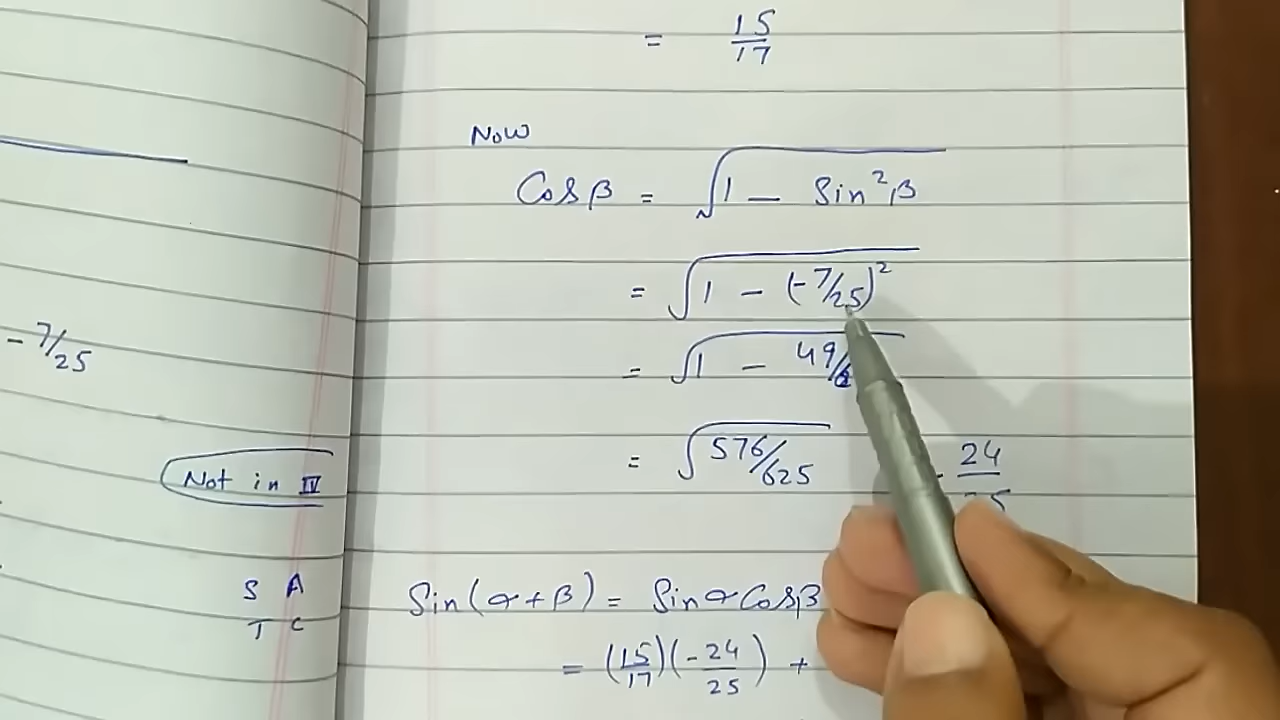 - 7/25
Not in IV
S A
T C
= 15/17
Now
Cosβ = √1 - Sin²β
= √1 - (-7/25)²
= √1 - 49/
= √576/625
24
Sin(α+β) = Sinα Cosβ
= (15/17)(-24/25) +